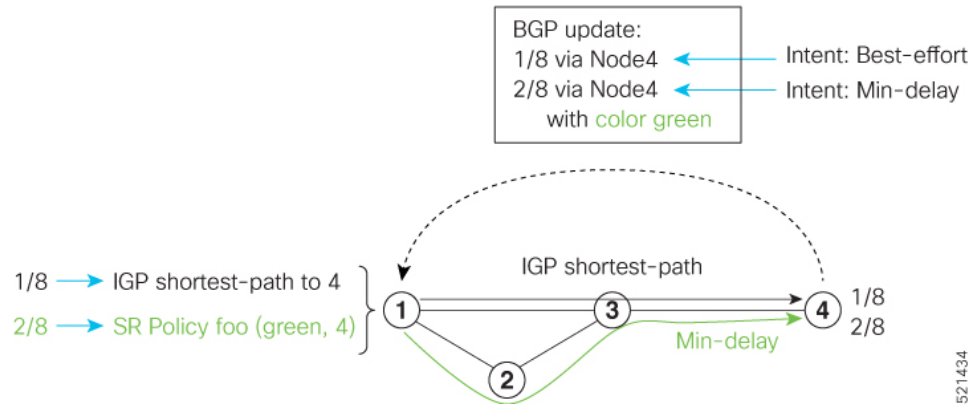 BGP update:
1/8 via Node4
Intent: Best-effort
2/8 via Node4
Intent: Min-delay
with color green
1/8
IGP shortest-path to 4
2/8
SR Policy foo (green, 4)
IGP shortest-path
1
3
4
1/8
2/8
Min-delay
2
521434